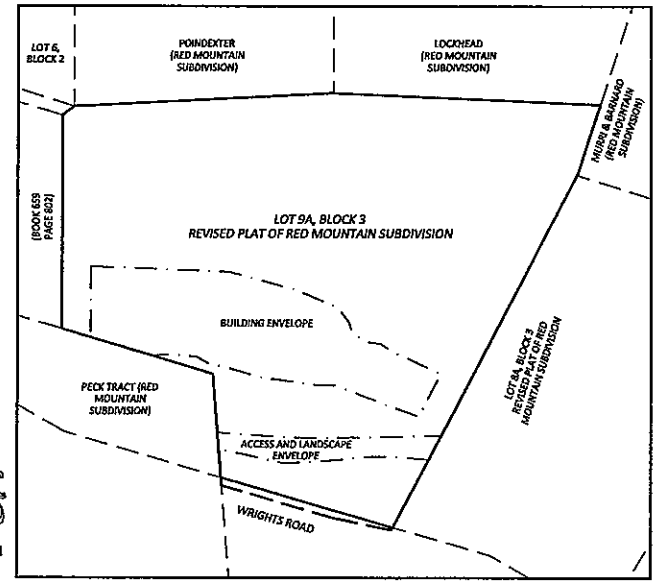 LOT 6,
BLOCK 2
POINDEXTER
(RED MOUNTAIN
SUBDIVISION)
LOCKHEAD
(RED MOUNTAIN
SUBDIVISION)
MURRI & BARNARD
(RED MOUNTAIN
SUBDIVISION)
(BOOK 659
PAGE 802)
LOT 9A, BLOCK 3
REVISED PLAT OF RED MOUNTAIN SUBDIVISION
BUILDING ENVELOPE
LOT 8A, BLOCK 3
REVISED PLAT OF RED
MOUNTAIN SUBDIVISION
PECK TRACT (RED
MOUNTAIN
SUBDIVISION)
ACCESS AND LANDSCAPE
ENVELOPE
WRIGHTS ROAD